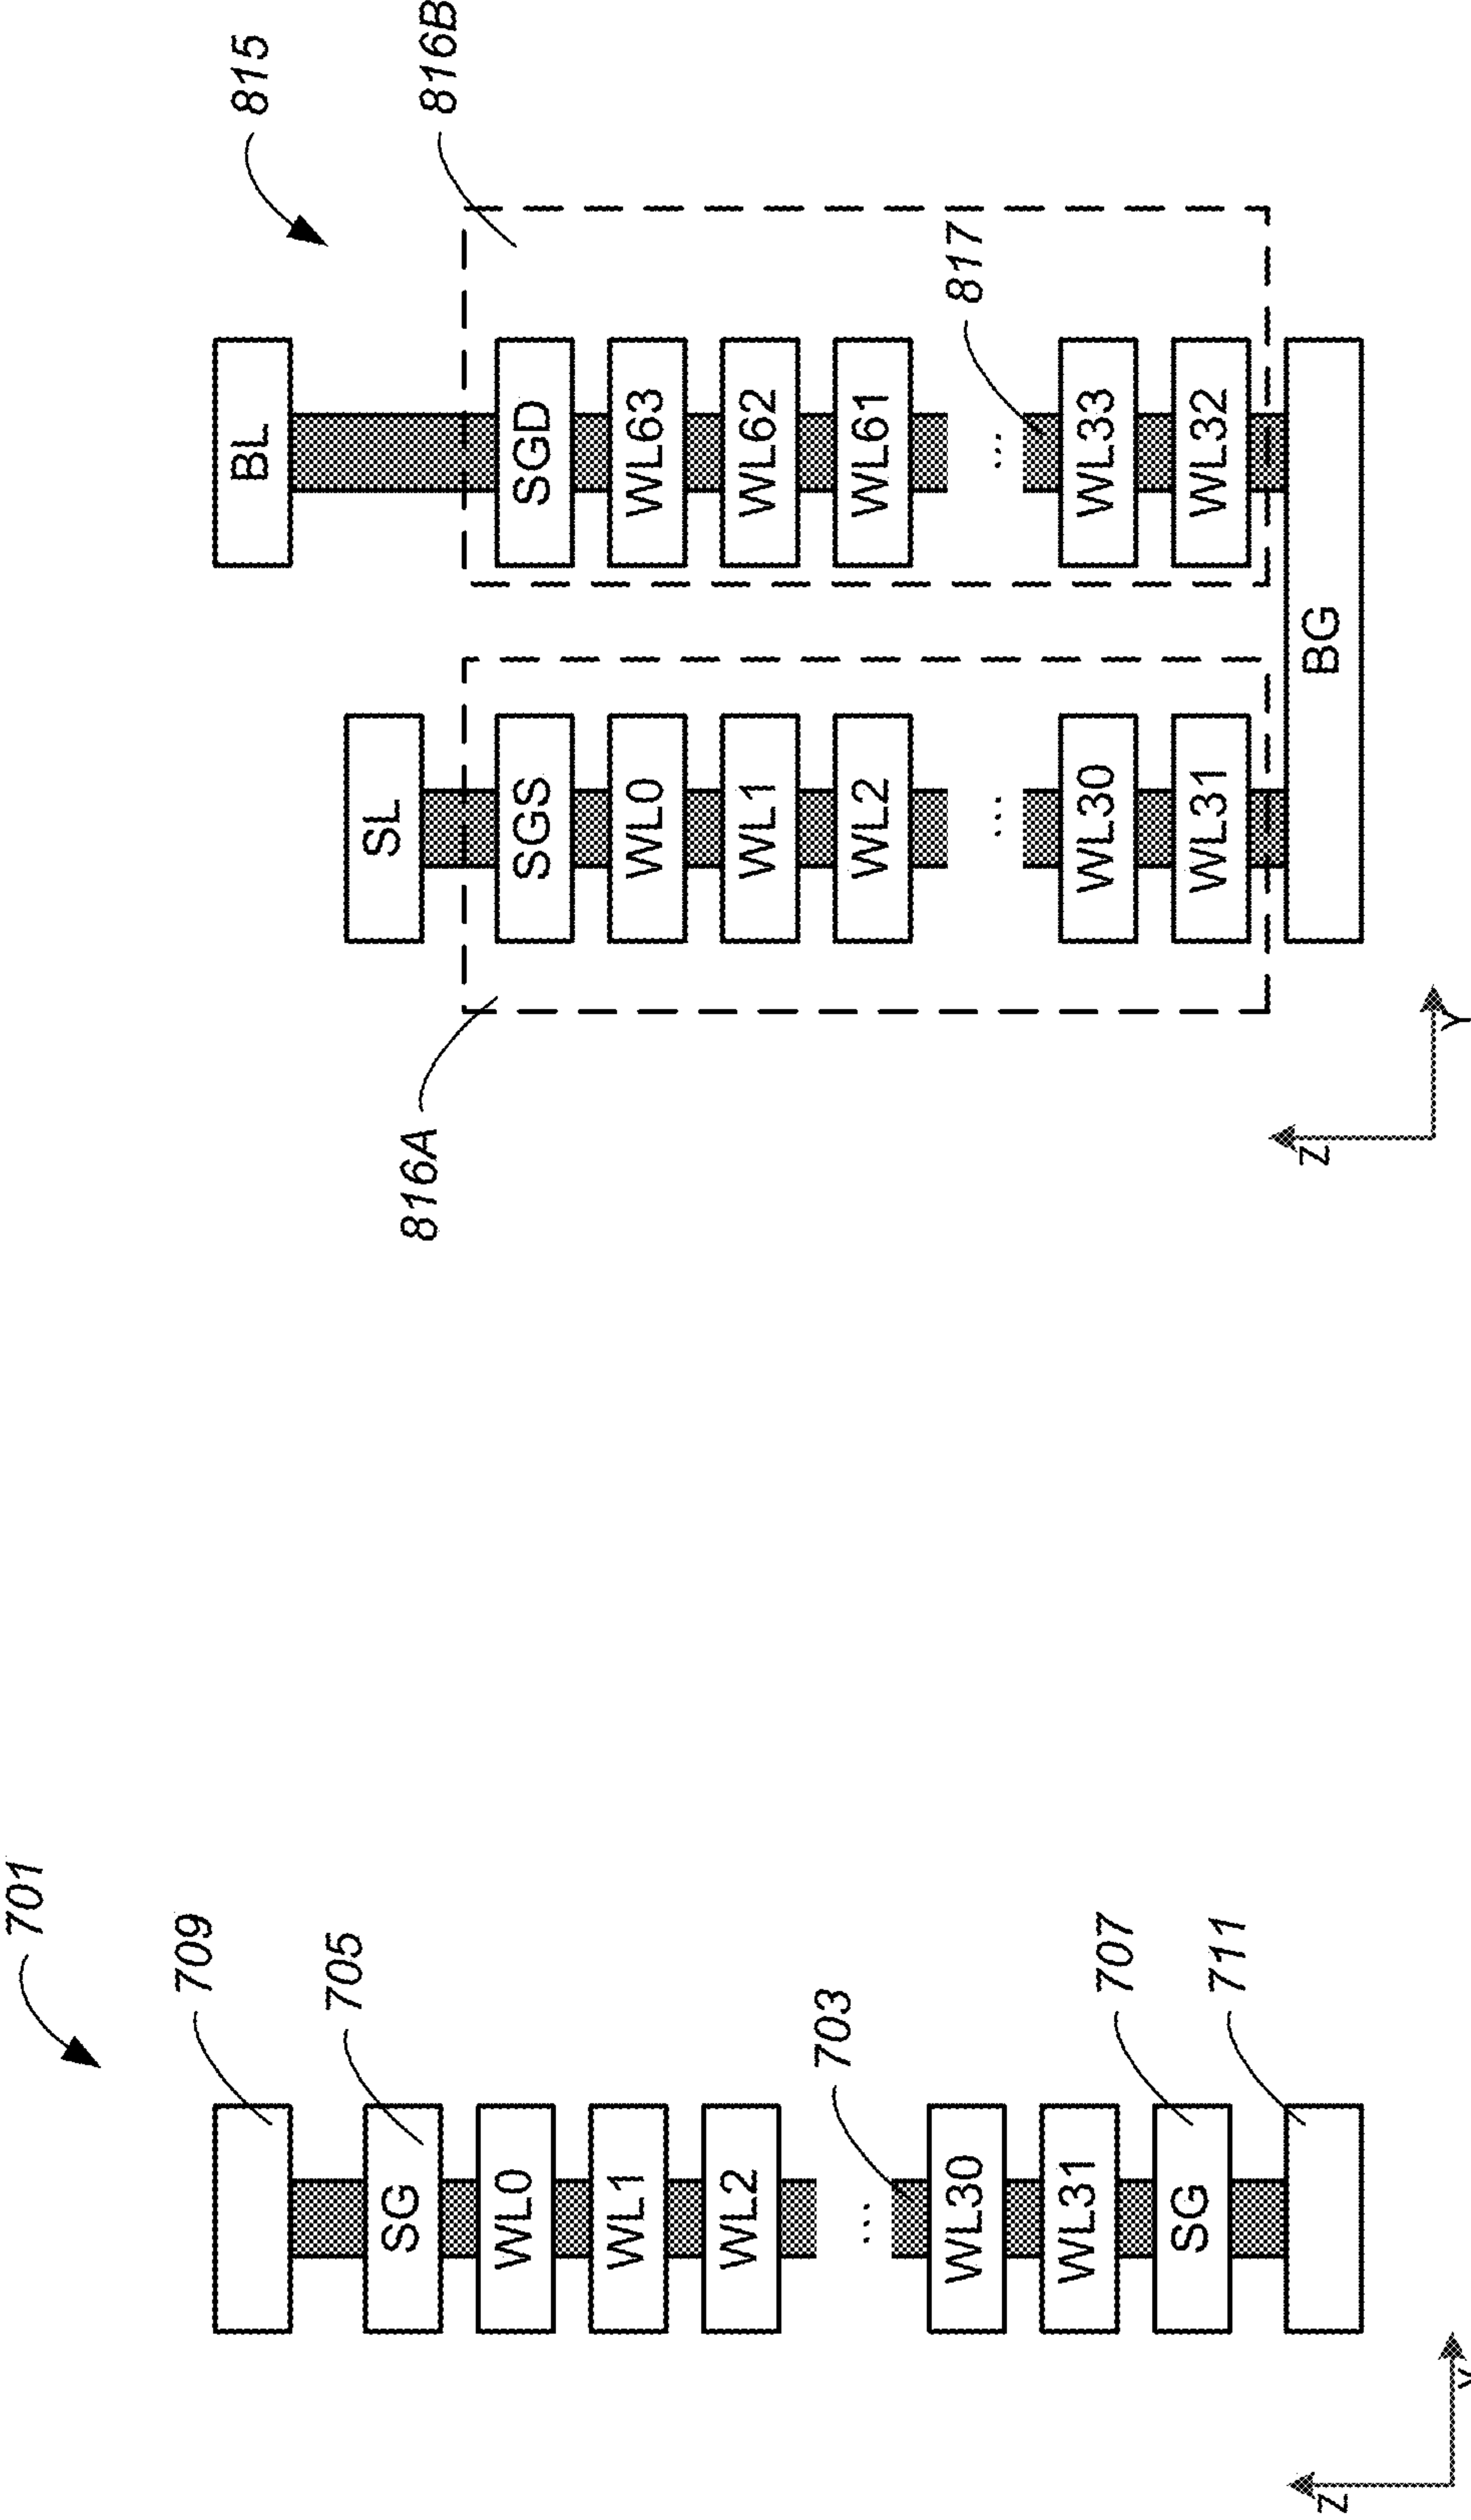 701
709
705
SG
WL0
WL1
WL2
...
703
WL30
WL31
SG
707
711
Z
Y
815
BL
816B
SL
816A
SGS
SGD
WL0
WL63
WL1
WL62
WL2
WL61
...
...
817
WL30
WL33
WL31
WL32
BG
Z
Y